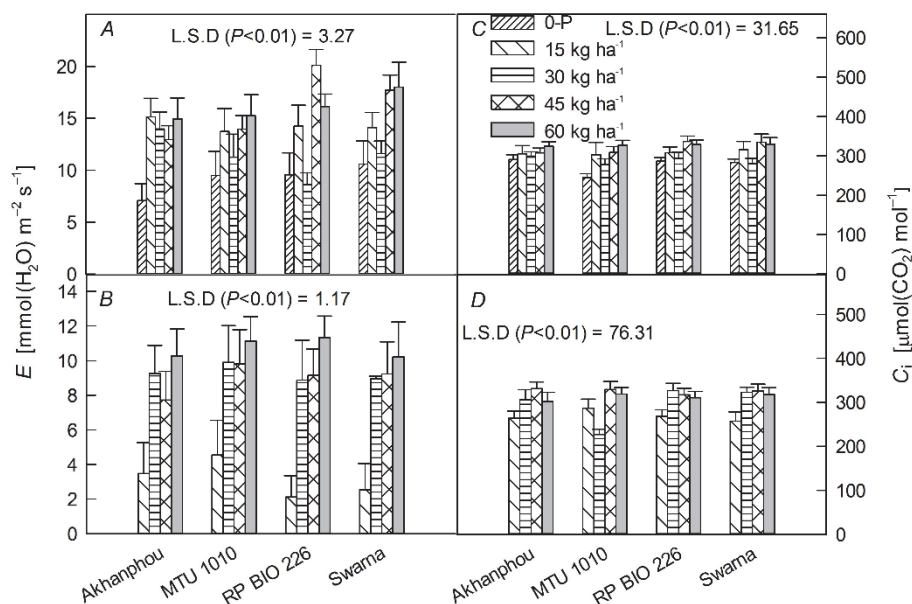 A
L.S.D (P<0.01) = 3.27
20
15
10
5
0
B
L.S.D (P<0.01) = 1.17
14
12
10
8
6
4
2
0
E [mmol(H₂O) m⁻² s⁻¹]
C
L.S.D (P<0.01) = 31.65
0-P
15 kg ha⁻¹
30 kg ha⁻¹
45 kg ha⁻¹
60 kg ha⁻¹
600
500
400
300
200
100
0
D
L.S.D (P<0.01) = 76.31
500
400
300
200
100
0
Cᵢ [μmol(CO₂) mol⁻¹]
Akhanphou
MTU 1010
RP BIO 226
Swarna
Akhanphou
MTU 1010
RP BIO 226
Swarna